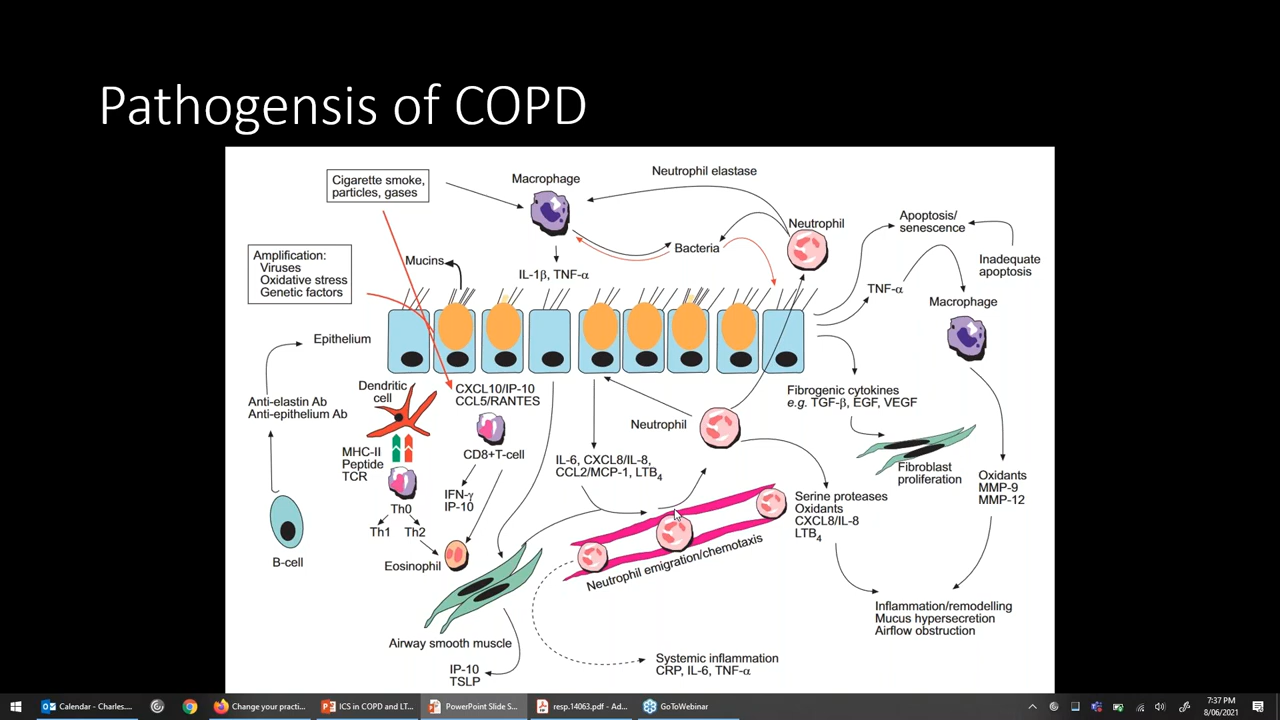 Pathogensis of COPD
Cigarette smoke,
particles, gases
Macrophage
Neutrophil elastase
Neutrophil
Bacteria
Apoptosis/
senescence
Inadequate
apoptosis
Amplification:
Viruses
Oxidative stress
Genetic factors
Mucins
IL-1β, TNF-α
TNF-α
Macrophage
Epithelium
Anti-elastin Ab
Anti-epithelium Ab
Dendritic
cell
CXCL10/IP-10
CCL5/RANTES
MHC-II
Peptide
TCR
CD8+T-cell
Th0
Th1
Th2
IFN-γ
IP-10
Eosinophil
B-cell
Neutrophil
IL-6, CXCL8/IL-8,
CCL2/MCP-1, LTB4
Fibrogenic cytokines
e.g. TGF-β, EGF, VEGF
Fibroblast
proliferation
Oxidants
MMP-9
MMP-12
Serine proteases
Oxidants
CXCL8/IL-8
LTB4
Neutrophil emigration/chemotaxis
Airway smooth muscle
IP-10
TSLP
Systemic inflammation
CRP, IL-6, TNF-α
Inflammation/remodelling
Mucus hypersecretion
Airflow obstruction
Calendar - Charles....
Change your practi...
ICS in COPD and LT...
PowerPoint Slide S...
resp.14063.pdf - Ad...
GoToWebinar
7:37 PM
8/06/2021